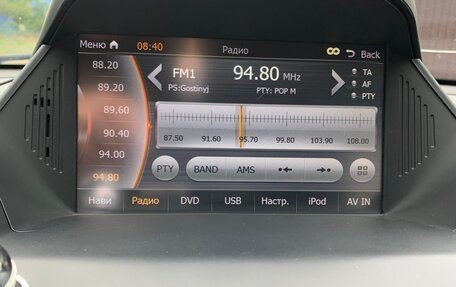 Меню 08:40 Радио Back
88.20
89.20
89.60
90.40
94.00
94.80
FM1 94.80 MHz
PS:Gostinyj PTY: POP M
TA
AF
PTY
87.50 91.60 95.70 99.80 103.90 108.00
PTY BAND AMS
Нави Радио DVD USB Настр. iPod AV IN